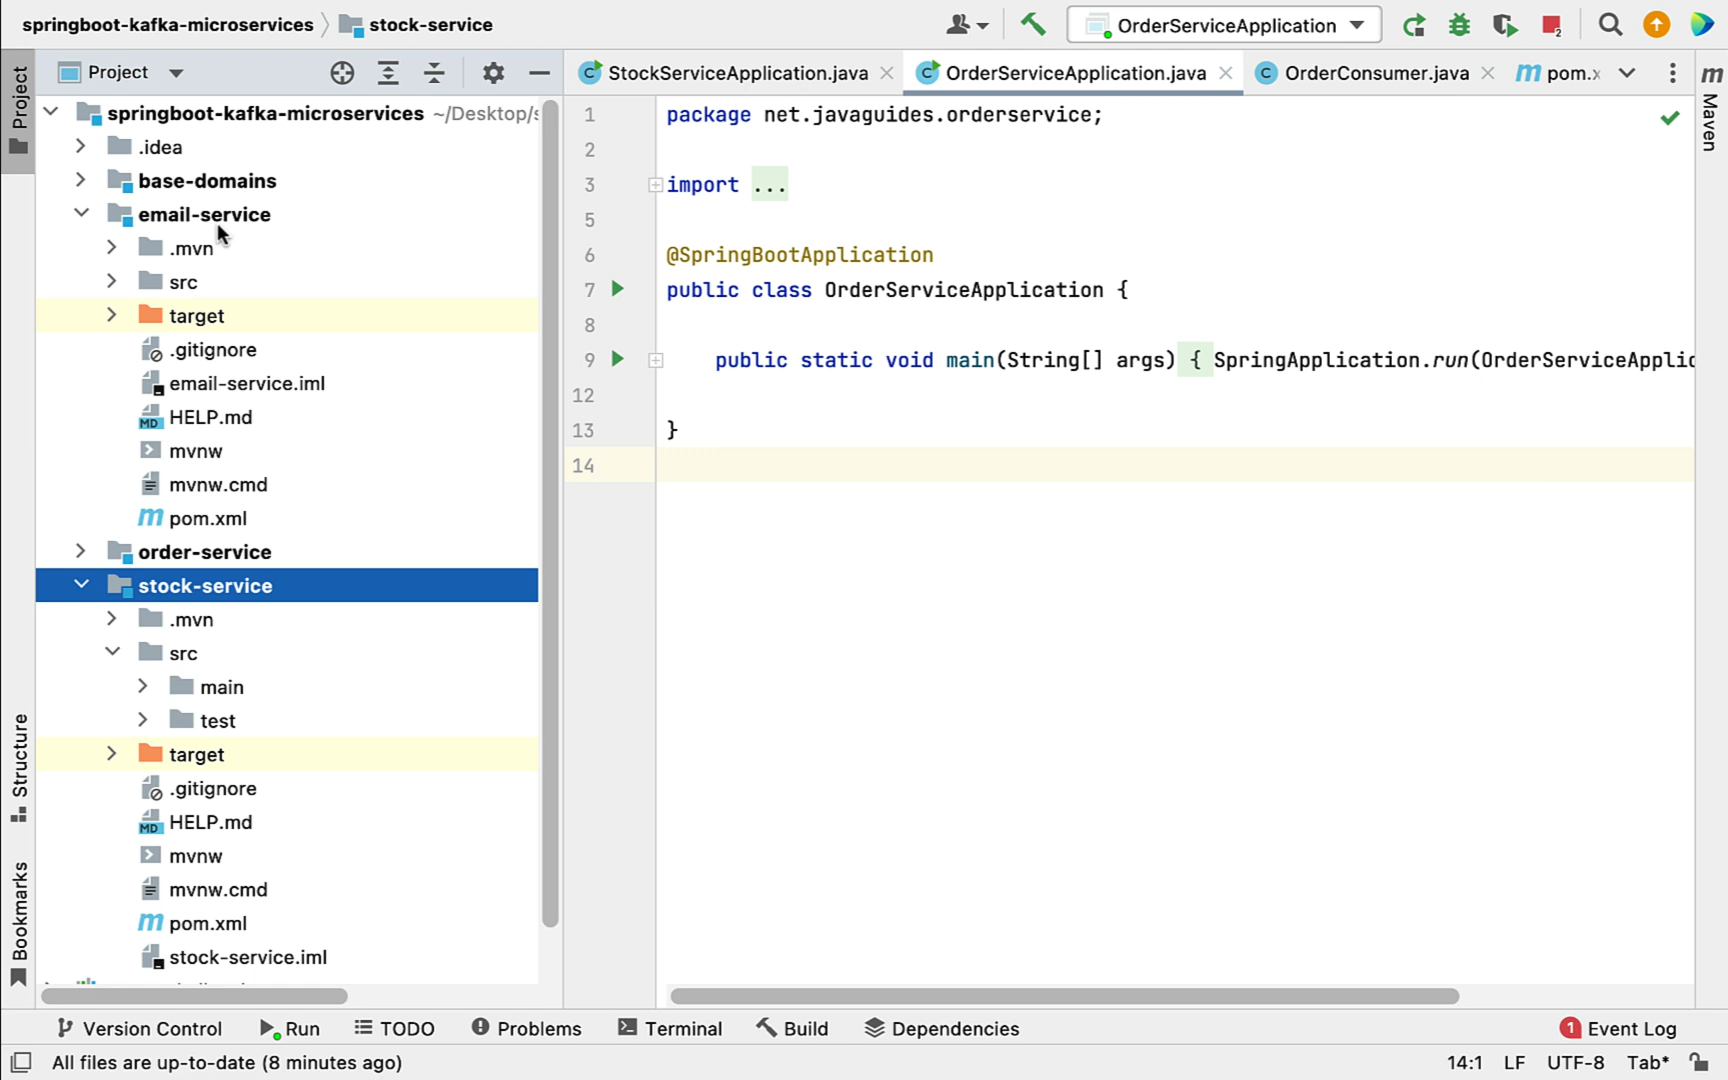 springboot-kafka-microservices stock-service OrderServiceApplication 2
Project StockServiceApplication.java OrderServiceApplication.java OrderConsumer.java m pom.x m
Project
Maven
Structure
Bookmarks
springboot-kafka-microservices ~/Desktop/s
.idea
base-domains
email-service
.mvn
src
target
.gitignore
email-service.iml
MD HELP.md
mvnw
mvnw.cmd
m pom.xml
order-service
stock-service
.mvn
src
main
test
target
.gitignore
MD HELP.md
mvnw
mvnw.cmd
m pom.xml
stock-service.iml
1 package net.javaguides.orderservice;
2
3 import ...
5
6 @SpringBootApplication
7 public class OrderServiceApplication {
8
9 public static void main(String[] args) { SpringApplication.run(OrderServiceApplic
12
13 }
14
Version Control Run TODO Problems Terminal Build Dependencies 1 Event Log
All files are up-to-date (8 minutes ago) 14:1 LF UTF-8 Tab*